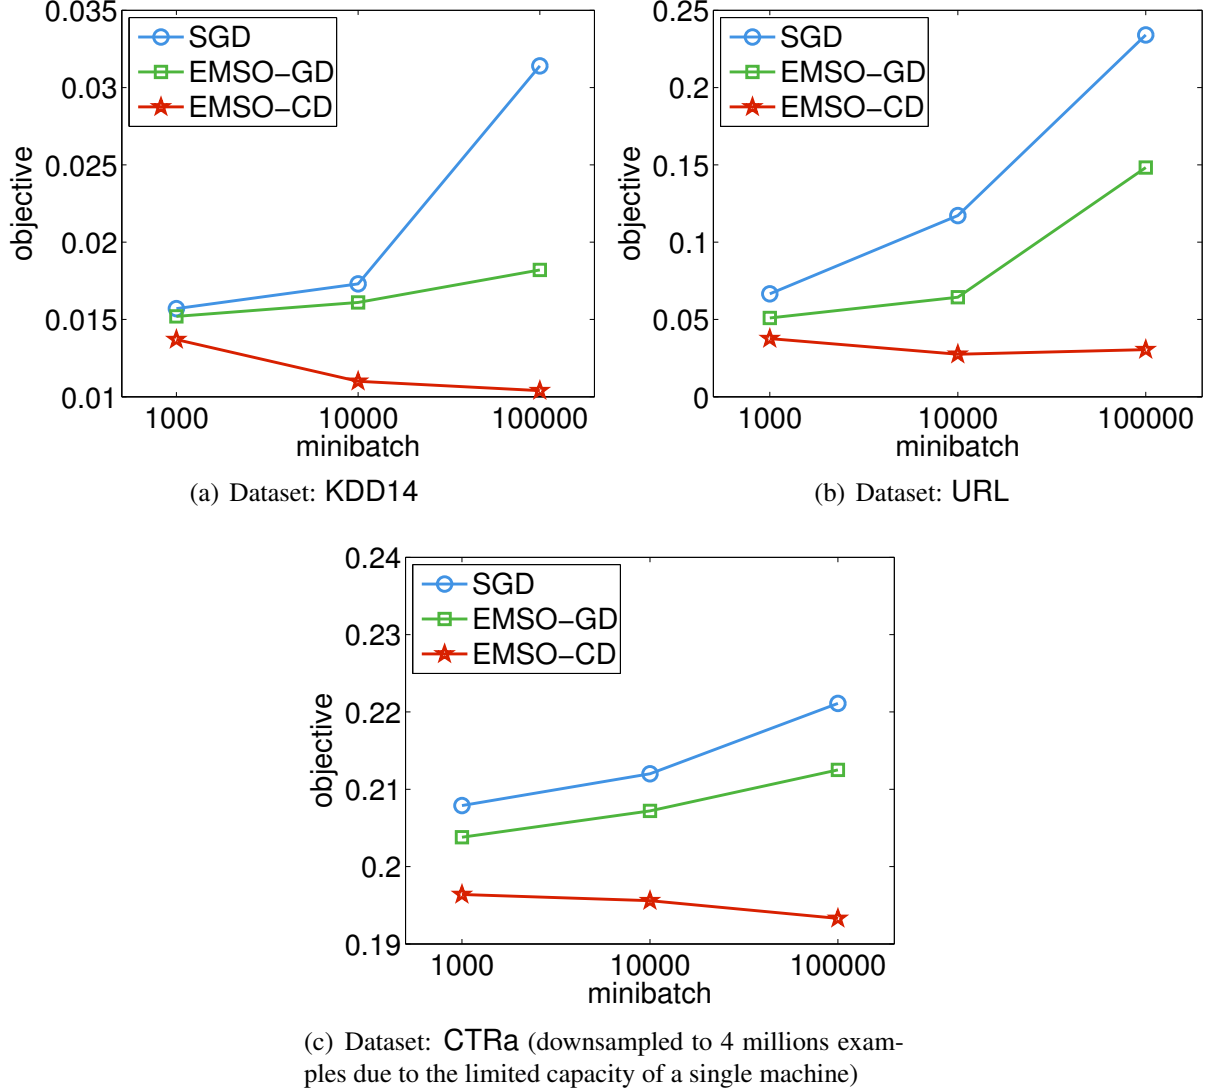 0.035
0.03
0.025
0.02
0.015
0.01
objective
SGD
EMSO-GD
EMSO-CD
1000
10000
100000
minibatch
(a) Dataset: KDD14
0.25
0.2
0.15
0.1
0.05
0
objective
SGD
EMSO-GD
EMSO-CD
1000
10000
100000
minibatch
(b) Dataset: URL
0.24
0.23
0.22
0.21
0.2
0.19
objective
SGD
EMSO-GD
EMSO-CD
1000
10000
100000
minibatch
(c) Dataset: CTRa (downsampled to 4 millions exam-
ples due to the limited capacity of a single machine)